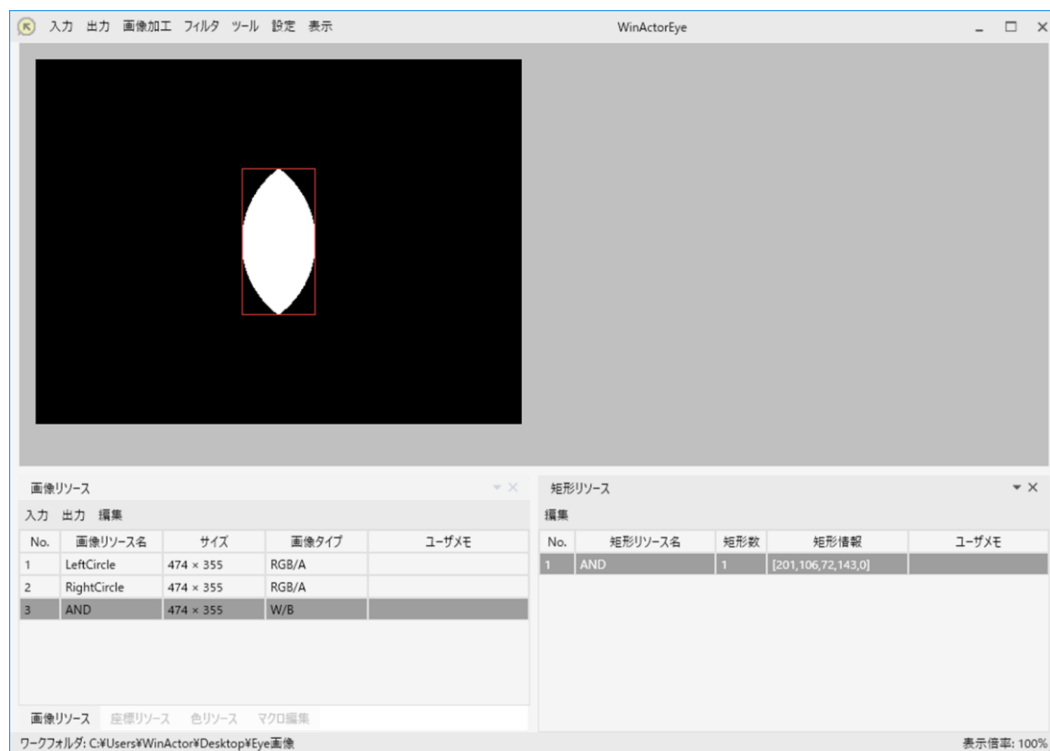 入力 出力 画像加工 フィルタ ツール 設定 表示 WinActorEye
画像リソース
入力 出力 編集
No. 画像リソース名 サイズ 画像タイプ ユーザメモ
1 LeftCircle 474 × 355 RGB/A
2 RightCircle 474 × 355 RGB/A
3 AND 474 × 355 W/B
画像リソース 座標リソース 色リソース マクロ編集
矩形リソース
編集
No. 矩形リソース名 矩形数 矩形情報 ユーザメモ
1 AND 1 [201,106,72,143,0]
ワークフォルダ: C:¥Users¥WinActor¥Desktop¥Eye画像 表示倍率: 100%